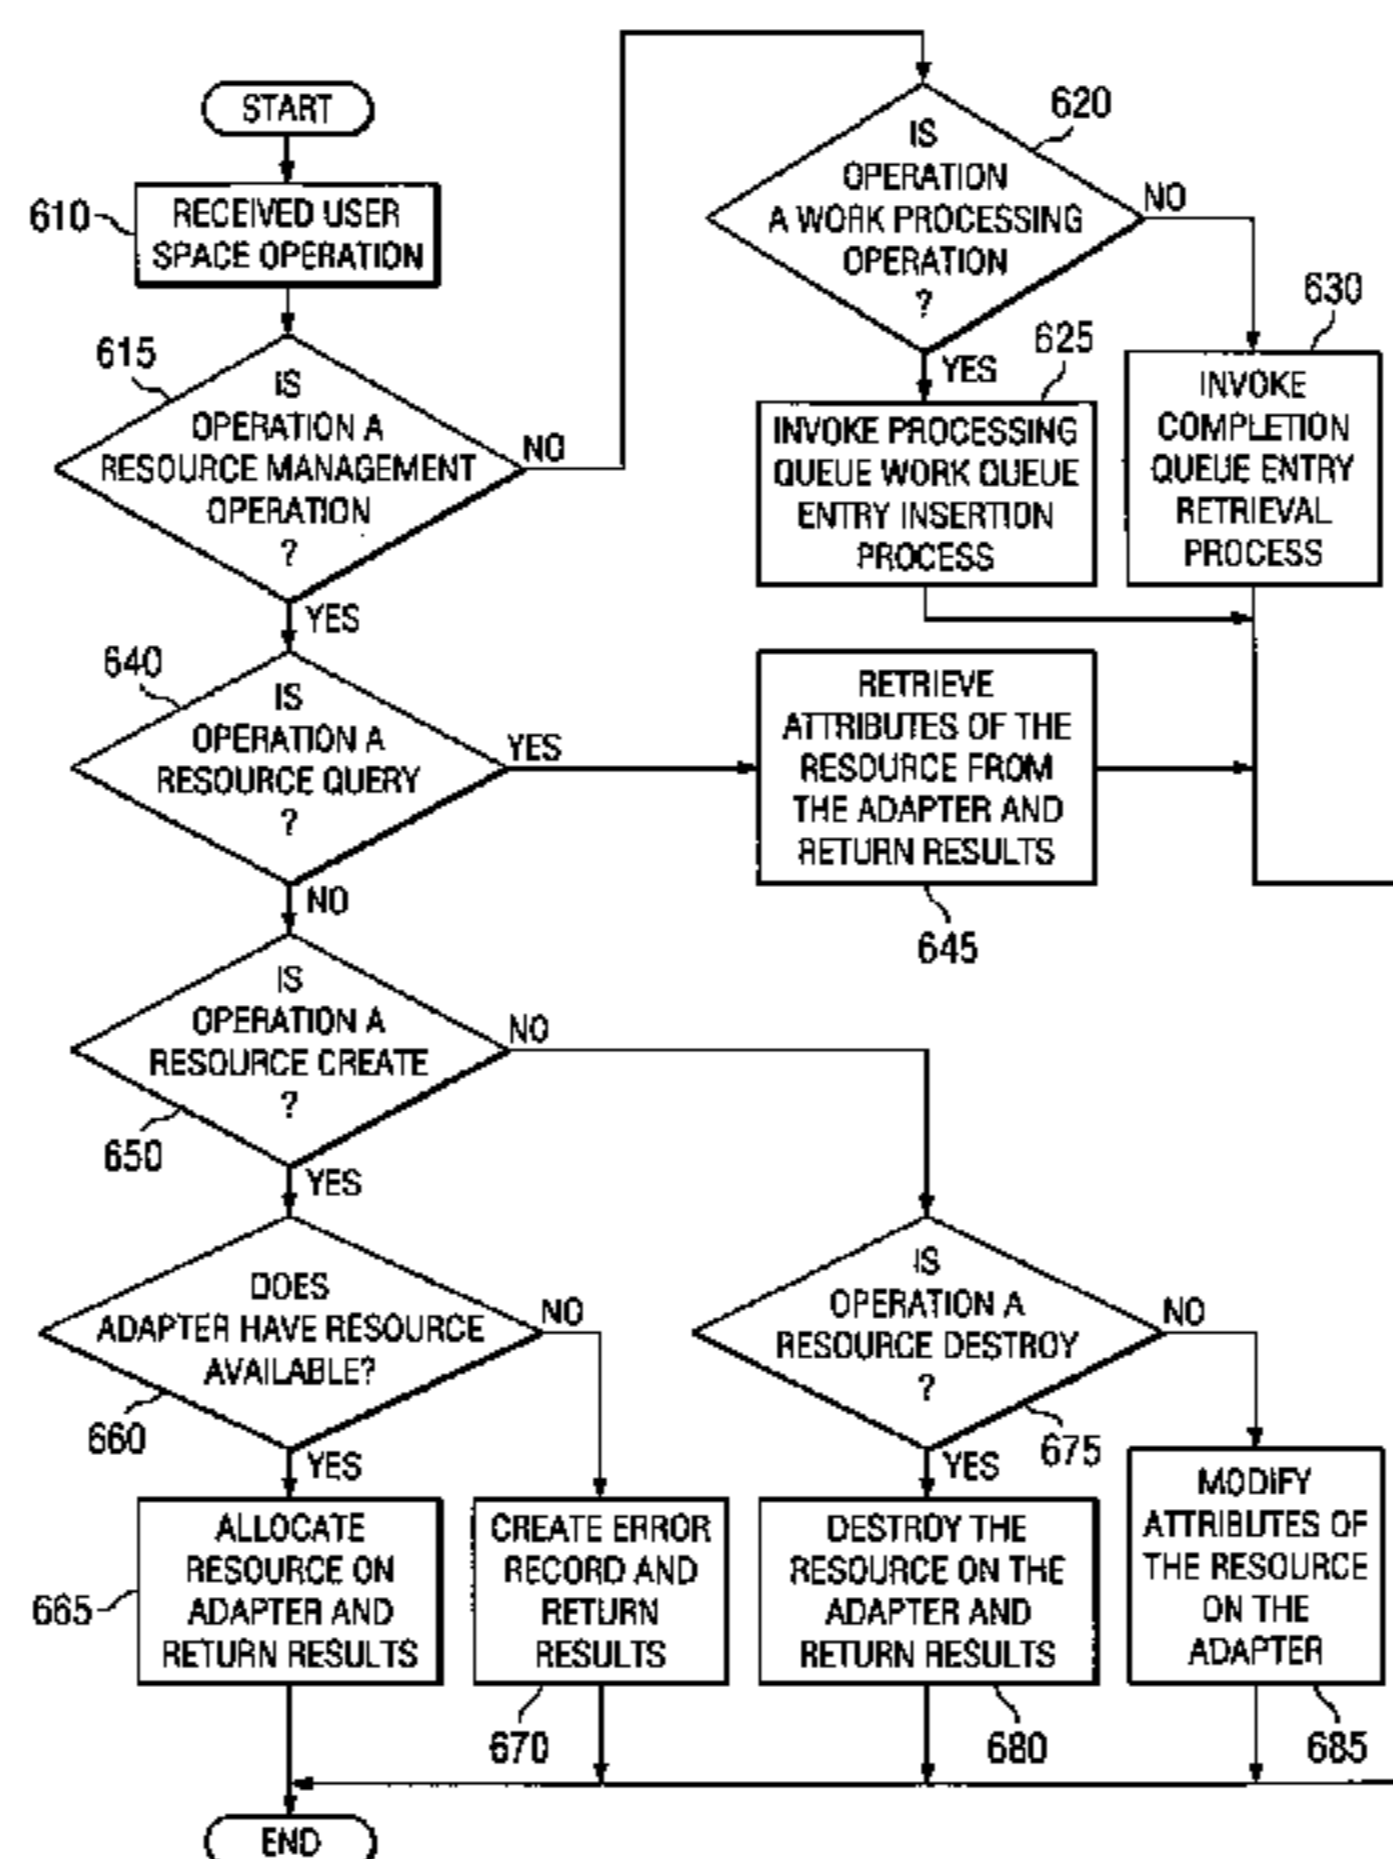 START
610
RECEIVED USER
SPACE OPERATION
615
IS
OPERATION A
RESOURCE MANAGEMENT
OPERATION
?
NO
YES
620
IS
OPERATION
A WORK PROCESSING
OPERATION
?
NO
YES
625
INVOKE PROCESSING
QUEUE WORK QUEUE
ENTRY INSERTION
PROCESS
630
INVOKE
COMPLETION
QUEUE ENTRY
RETRIEVAL
PROCESS
640
IS
OPERATION A
RESOURCE QUERY
?
YES
NO
RETRIEVE
ATTRIBUTES OF THE
RESOURCE FROM
THE ADAPTER AND
RETURN RESULTS
645
IS
OPERATION A
RESOURCE CREATE
?
NO
650
YES
DOES
ADAPTER HAVE RESOURCE
AVAILABLE?
NO
660
YES
IS
OPERATION A
RESOURCE DESTROY
?
NO
675
YES
665
ALLOCATE
RESOURCE ON
ADAPTER AND
RETURN RESULTS
CREATE ERROR
RECORD AND
RETURN
RESULTS
670
DESTROY THE
RESOURCE ON THE
ADAPTER AND
RETURN RESULTS
680
MODIFY
ATTRIBUTES OF
THE RESOURCE
ON THE
ADAPTER
685
END